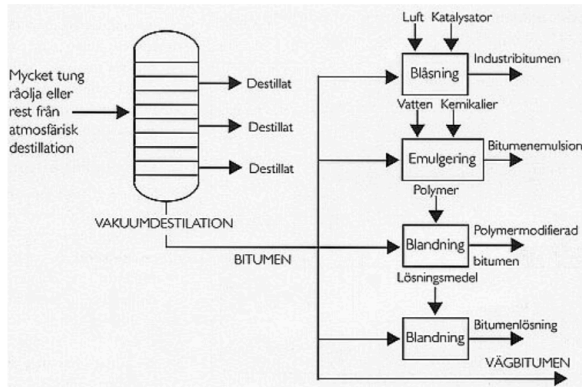 Luft Katalysator
Mycket tung
råolja eller
rest från
atmosfärisk
destillation
Destillat
Destillat
Destillat
VAKUUMDESTILATION
BITUMEN
Blåsning
Industribitumen
Vatten Kemikalier
Emulgering
Bitumenemulsion
Polymer
Blandning
Polymermodifierad
bitumen
Lösningsmedel
Blandning
Bitumenlösning
VÄGBITUMEN